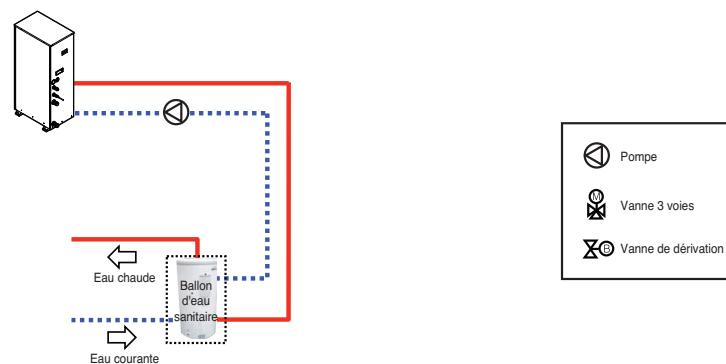 Eau chaude
Ballon
d'eau
sanitaire
Eau courante
Pompe
M
Vanne 3 voies
B
Vanne de dérivation